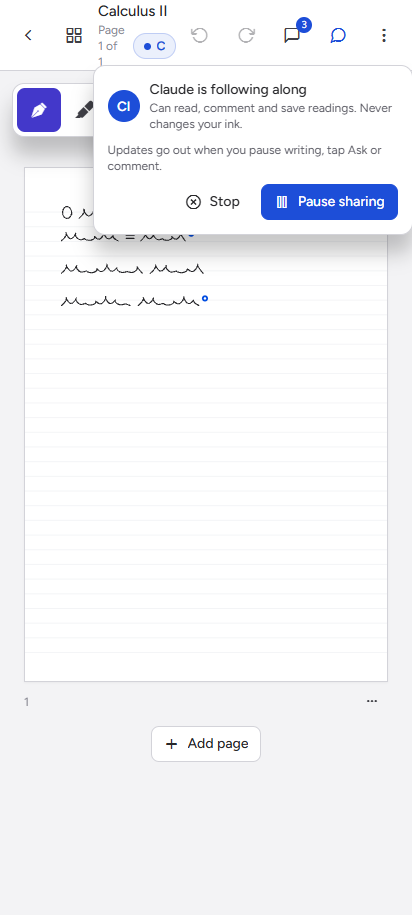 Calculus II
Page
1 of
1
C
3
Cl
Claude is following along
Can read, comment and save readings. Never
changes your ink.
Updates go out when you pause writing, tap Ask or
comment.
Stop
Pause sharing
1
Add page